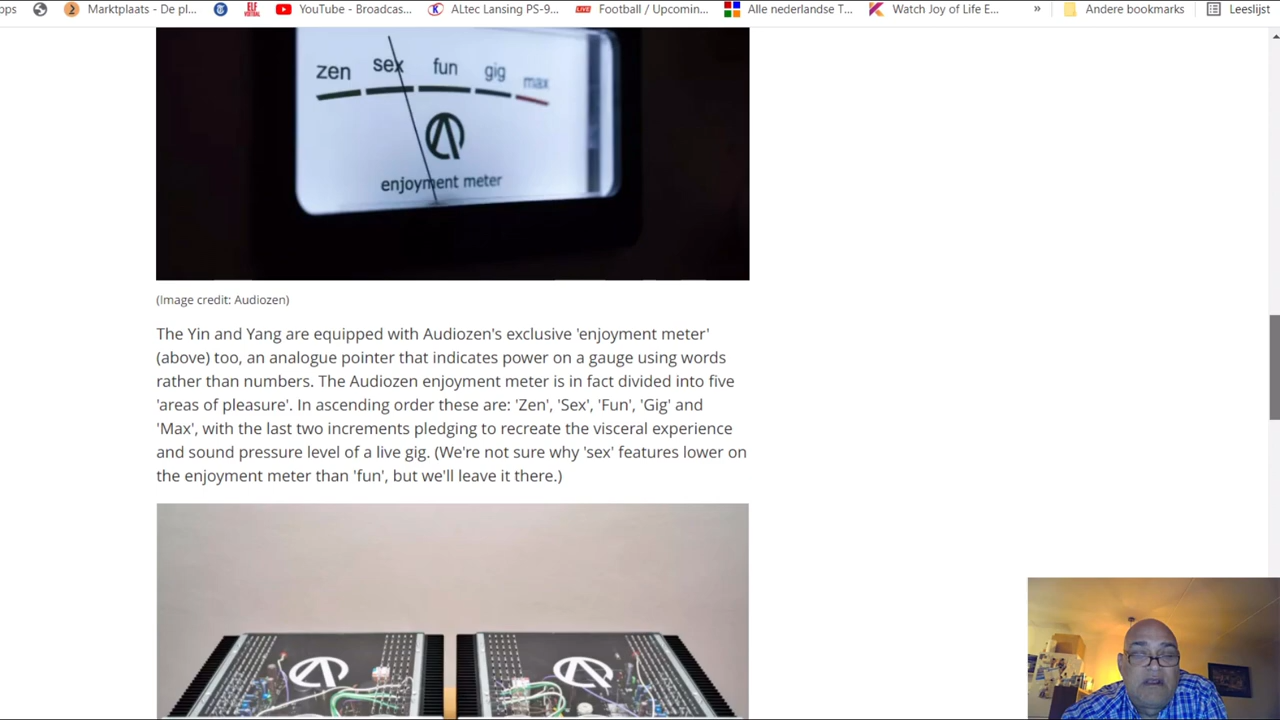 ops Marktplaats - De pl... ELF VOETBAL YouTube - Broadcas... ALtec Lansing PS-9... LIVE Football / Upcomin... Alle nederlandse T... Watch Joy of Life E... » Andere bookmarks Leeslijst
zen sex fun gig max
enjoyment meter
(Image credit: Audiozen)
The Yin and Yang are equipped with Audiozen's exclusive 'enjoyment meter'
(above) too, an analogue pointer that indicates power on a gauge using words
rather than numbers. The Audiozen enjoyment meter is in fact divided into five
'areas of pleasure'. In ascending order these are: 'Zen', 'Sex', 'Fun', 'Gig' and
'Max', with the last two increments pledging to recreate the visceral experience
and sound pressure level of a live gig. (We're not sure why 'sex' features lower on
the enjoyment meter than 'fun', but we'll leave it there.)